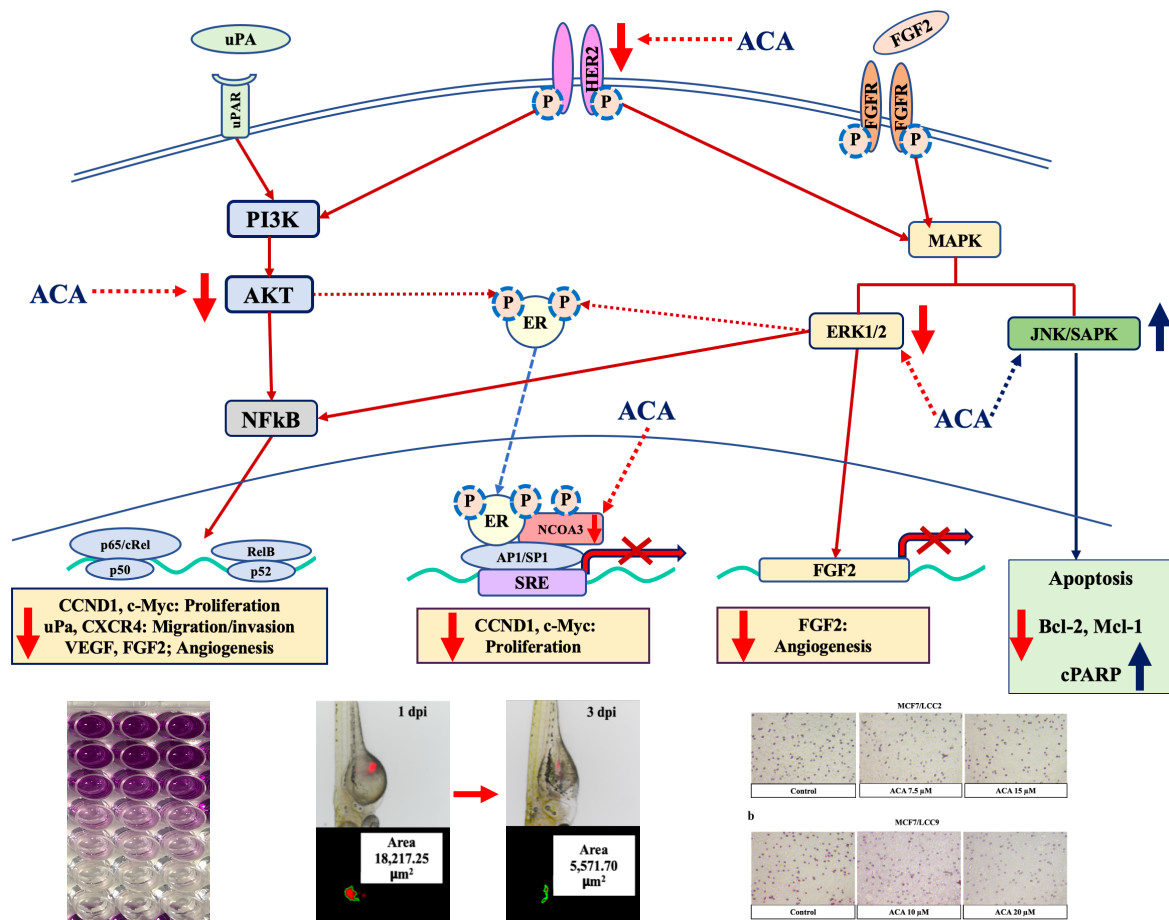 uPA
uPAR
P
HER2
P
ACA
FGF2
FGFR
FGFR
P
P
PI3K
MAPK
ACA
AKT
P
P
ER
ERK1/2
JNK/SAPK
NFkB
ACA
ACA
P
P
P
ER
NCOA3
AP1/SP1
SRE
p65/cRel
p50
RelB
p52
FGF2
CCND1, c-Myc: Proliferation
uPa, CXCR4: Migration/invasion
VEGF, FGF2; Angiogenesis
CCND1, c-Myc:
Proliferation
FGF2:
Angiogenesis
Apoptosis
Bcl-2, Mcl-1
cPARP
1 dpi
3 dpi
Area
18,217.25
µm²
Area
5,571.70
µm²
MCF7/LCC2
Control
ACA 7.5 µM
ACA 15 µM
b
MCF7/LCC9
Control
ACA 10 µM
ACA 20 µM